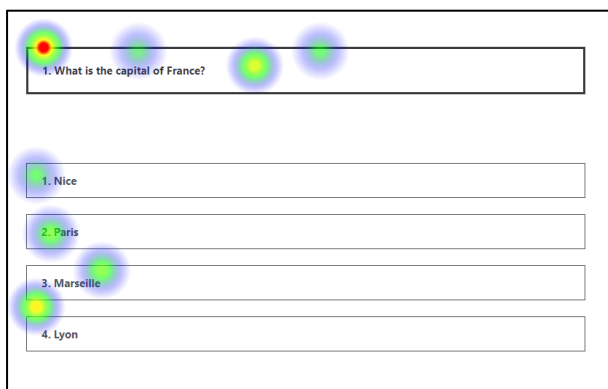 1. What is the capital of France?
1. Nice
2. Paris
3. Marseille
4. Lyon